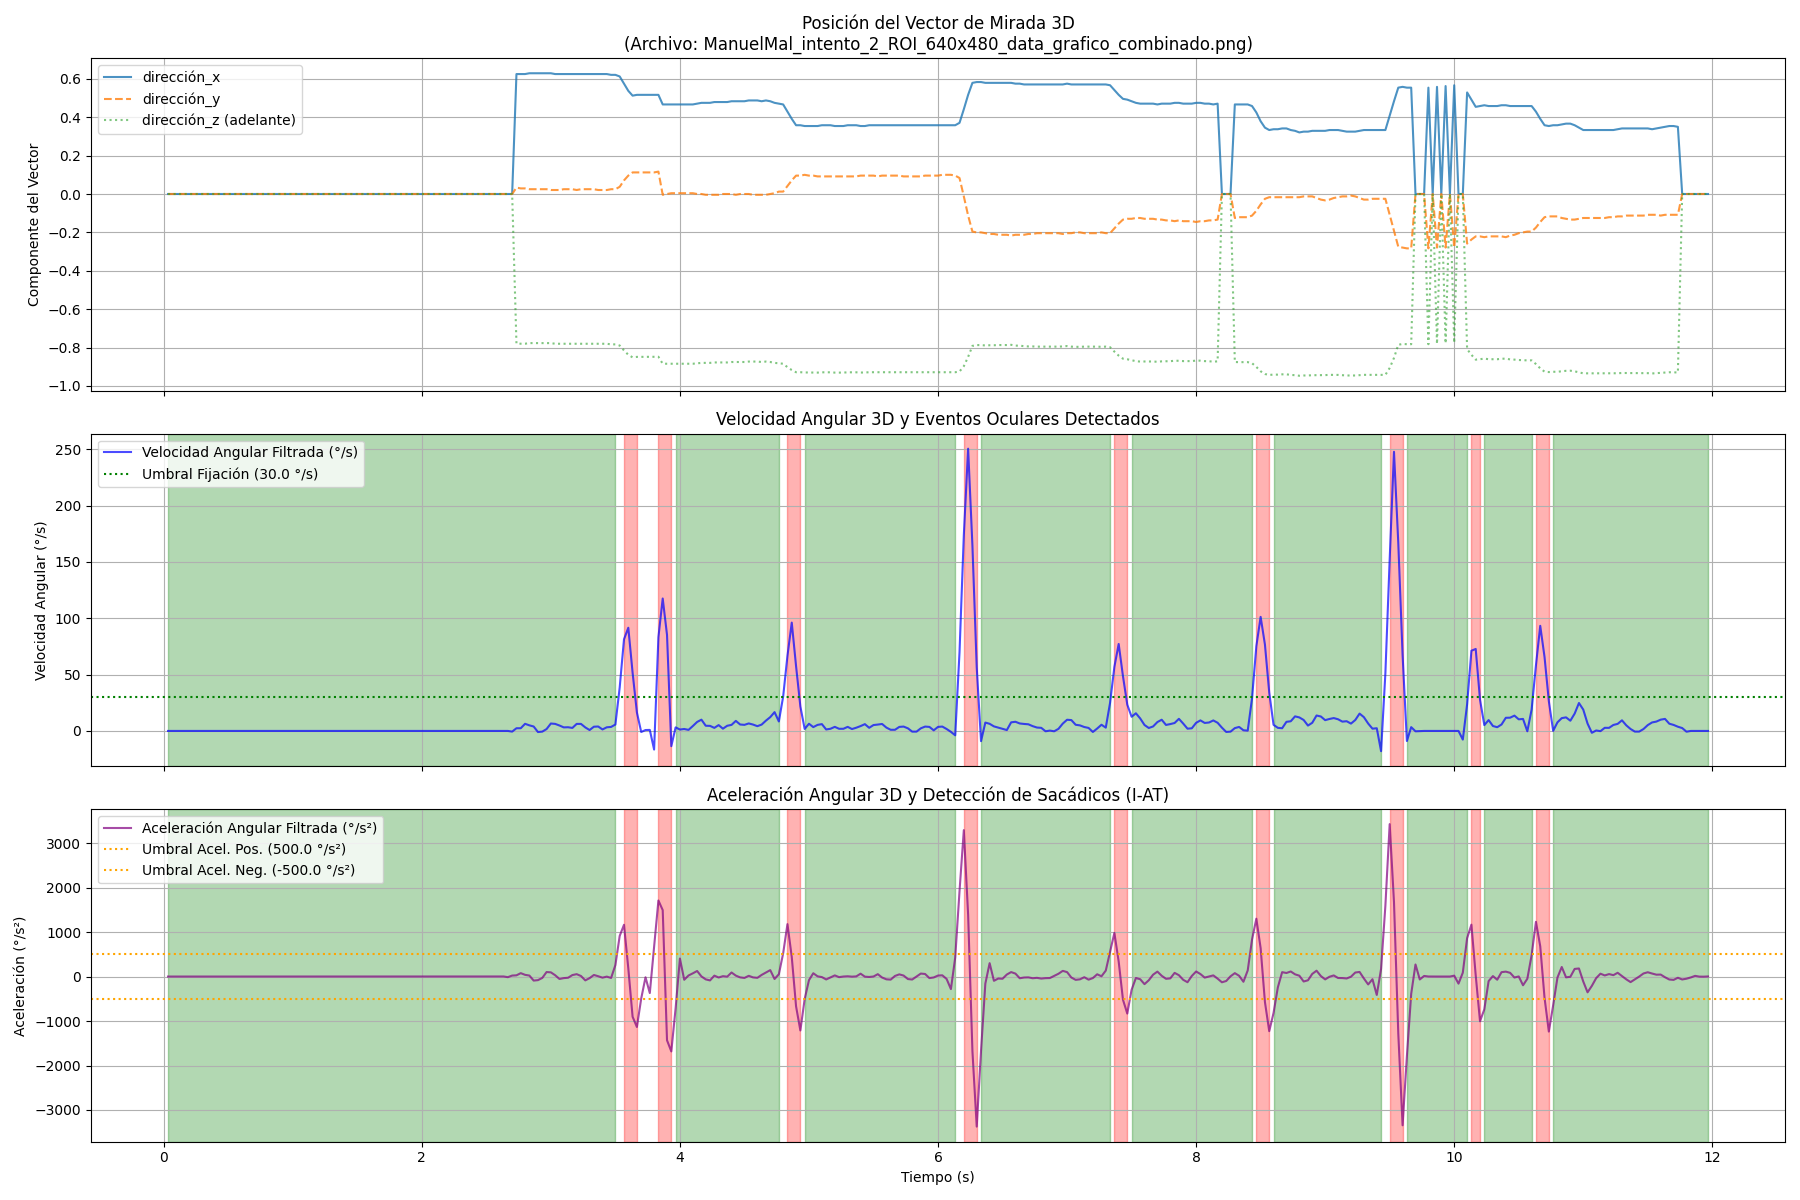 Posición del Vector de Mirada 3D
(Archivo: ManuelMal_intento_2_ROI_640x480_data_grafico_combinado.png)
dirección_x
dirección_y
dirección_z (adelante)
Componente del Vector
0.6
0.4
0.2
0.0
−0.2
−0.4
−0.6
−0.8
−1.0
Velocidad Angular 3D y Eventos Oculares Detectados
Velocidad Angular Filtrada (°/s)
Umbral Fijación (30.0 °/s)
Velocidad Angular (°/s)
250
200
150
100
50
0
Aceleración Angular 3D y Detección de Sacádicos (I-AT)
Aceleración Angular Filtrada (°/s²)
Umbral Acel. Pos. (500.0 °/s²)
Umbral Acel. Neg. (-500.0 °/s²)
Aceleración (°/s²)
3000
2000
1000
0
−1000
−2000
−3000
0 2 4 6 8 10 12
Tiempo (s)